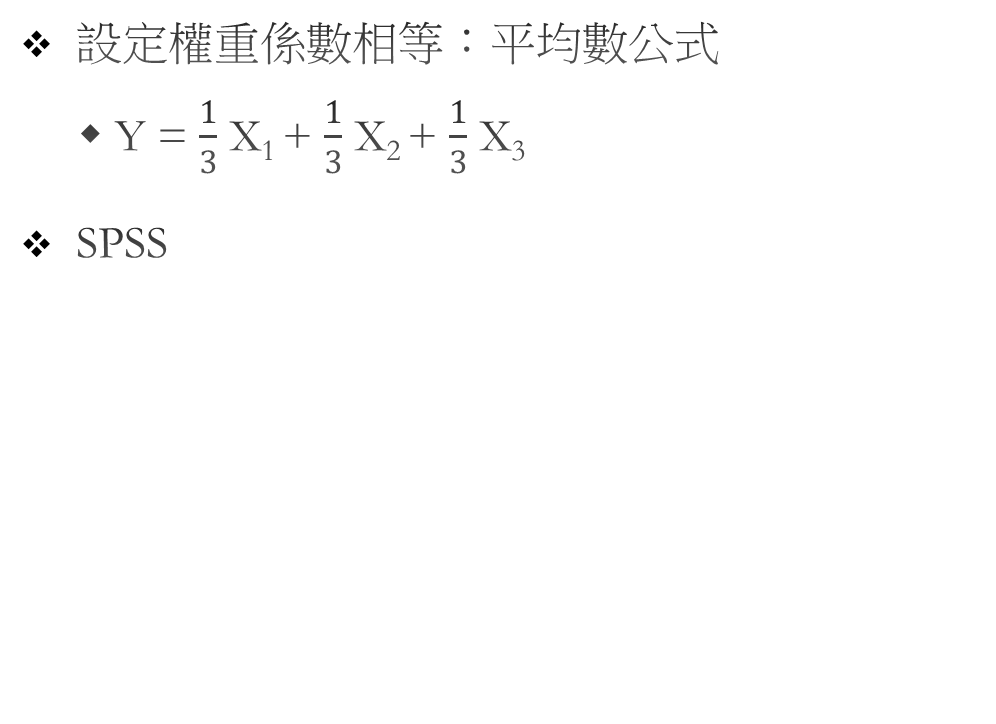 ❖ 設定權重係數相等：平均數公式
◆ Y = 1/3 X₁ + 1/3 X₂ + 1/3 X₃
❖ SPSS